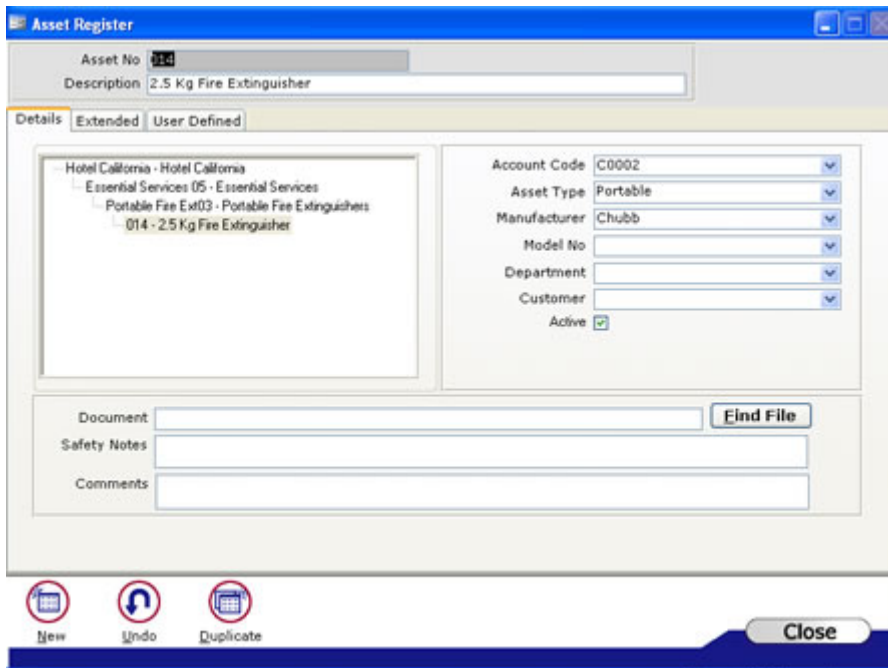 Asset Register
Asset No 014
Description 2.5 Kg Fire Extinguisher
Details Extended User Defined
Hotel California - Hotel California
Essential Services 05 - Essential Services
Portable Fire Ext03 - Portable Fire Extinguishers
014 - 2.5 Kg Fire Extinguisher
Account Code C0002
Asset Type Portable
Manufacturer Chubb
Model No
Department
Customer
Active
Document Find File
Safety Notes
Comments
New Undo Duplicate
Close